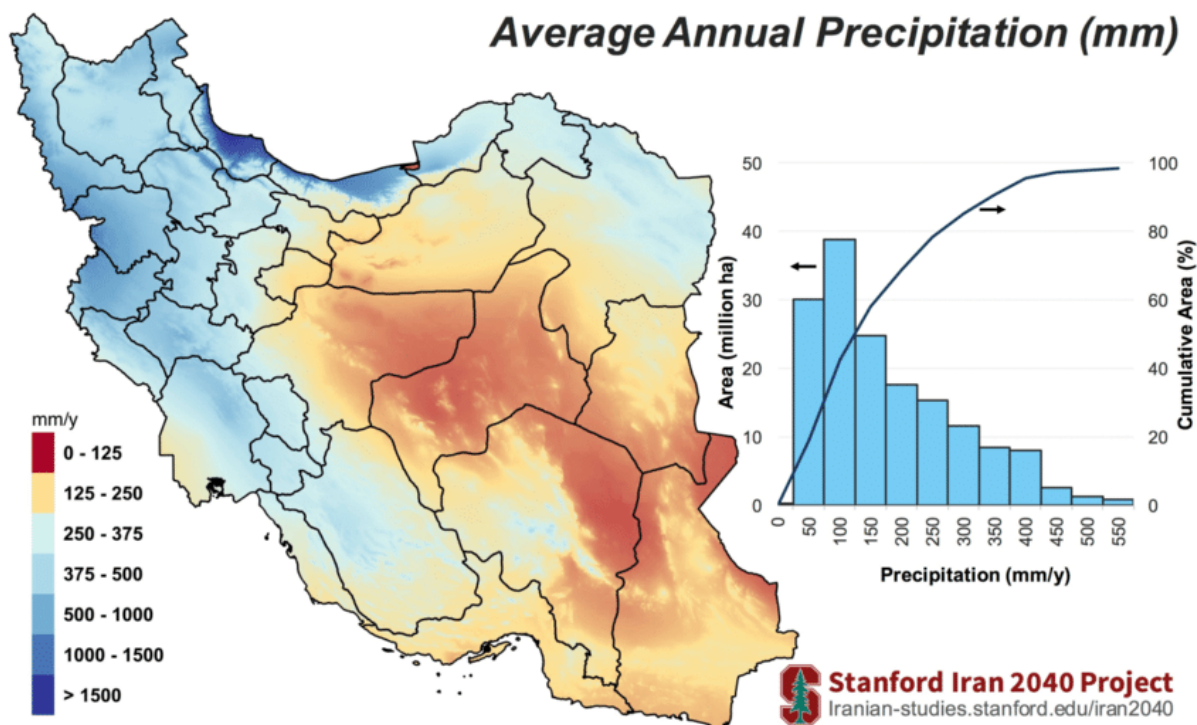 Average Annual Precipitation (mm)
mm/y
0 - 125
125 - 250
250 - 375
375 - 500
500 - 1000
1000 - 1500
> 1500
Area (million ha)
50
40
30
20
10
0
100
80
60
40
20
0
Cumulative Area (%)
0
50
100
150
200
250
300
350
400
450
500
550
Precipitation (mm/y)
S
Stanford Iran 2040 Project
Iranian-studies.stanford.edu/iran2040